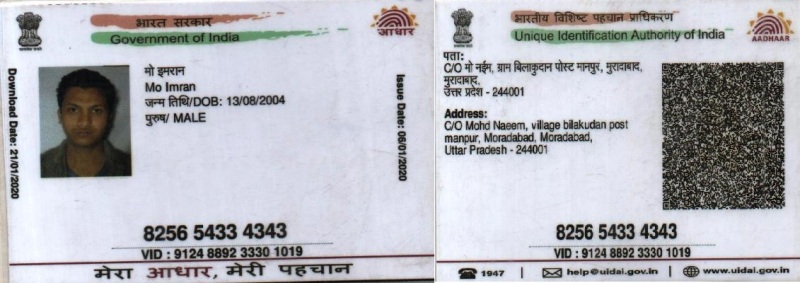 भारत सरकार
Government of India
आधार
Download Date: 21/01/2020
मो इमरान
Mo Imran
जन्म तिथि/DOB: 13/08/2004
पुरुष/ MALE
Issue Date: 06/01/2020
8256 5433 4343
VID : 9124 8892 3330 1019
मेरा आधार, मेरी पहचान
भारतीय विशिष्ट पहचान प्राधिकरण
Unique Identification Authority of India
AADHAAR
पता:
C/O मो नईम, ग्राम बिलाकुदान पोस्ट मानपुर, मुरादाबाद,
मुरादाबाद,
उत्तर प्रदेश - 244001
Address:
C/O Mohd Naeem, village bilakudan post
manpur, Moradabad, Moradabad,
Uttar Pradesh - 244001
8256 5433 4343
VID : 9124 8892 3330 1019
1947 | help@uidai.gov.in | www.uidai.gov.in